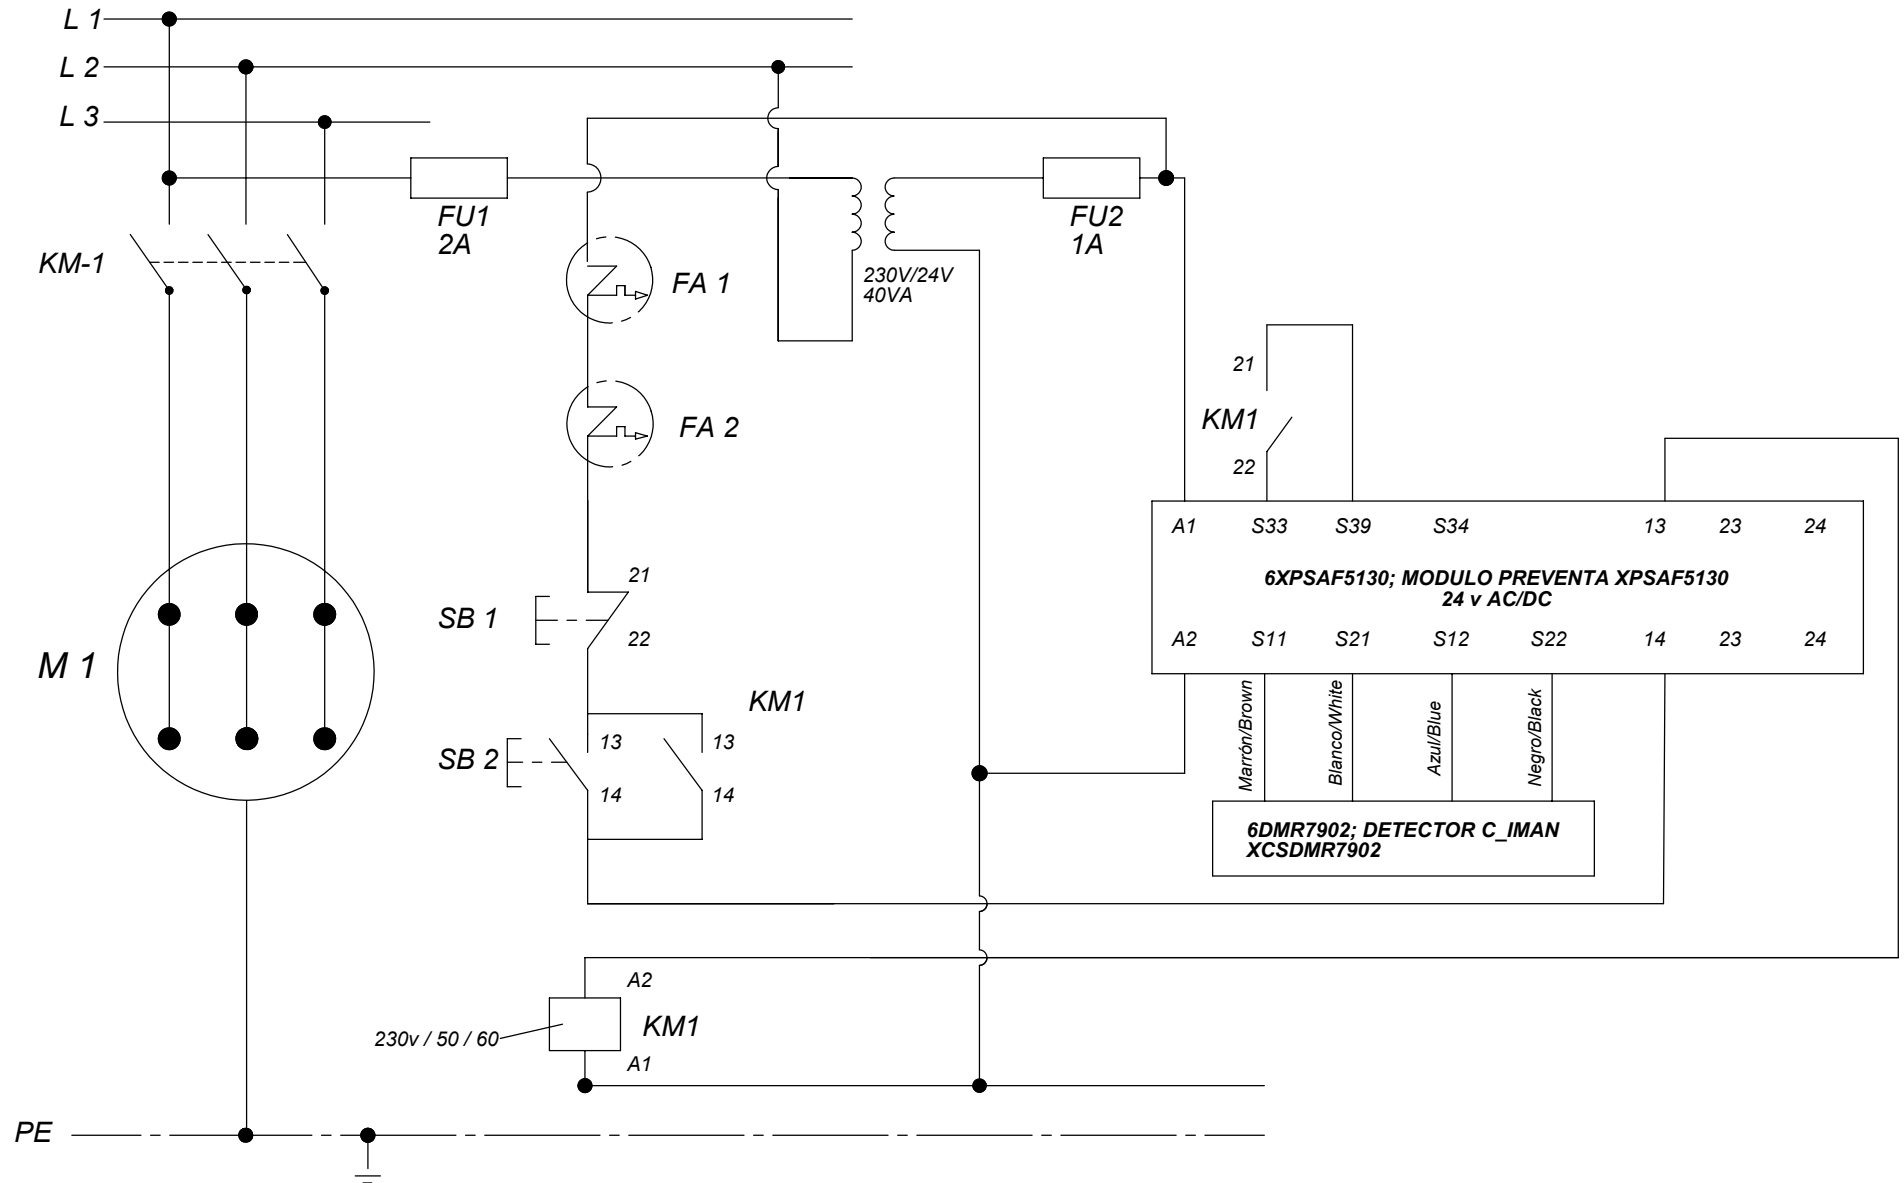 L 1
L 2
L 3
FU1
2A
FU2
1A
KM-1
FA 1
230V/24V
40VA
21
KM1
22
FA 2
A1 S33 S39 S34 13 23 24
6XPSAF5130; MODULO PREVENTA XPSAF5130
24 v AC/DC
A2 S11 S21 S12 S22 14 23 24
21
SB 1
22
M 1
KM1
Marrón/Brown
Blanco/White
Azul/Blue
Negro/Black
13
13
SB 2
14
14
6DMR7902; DETECTOR C_IMAN
XCSDMR7902
A2
KM1
230v / 50 / 60
A1
PE